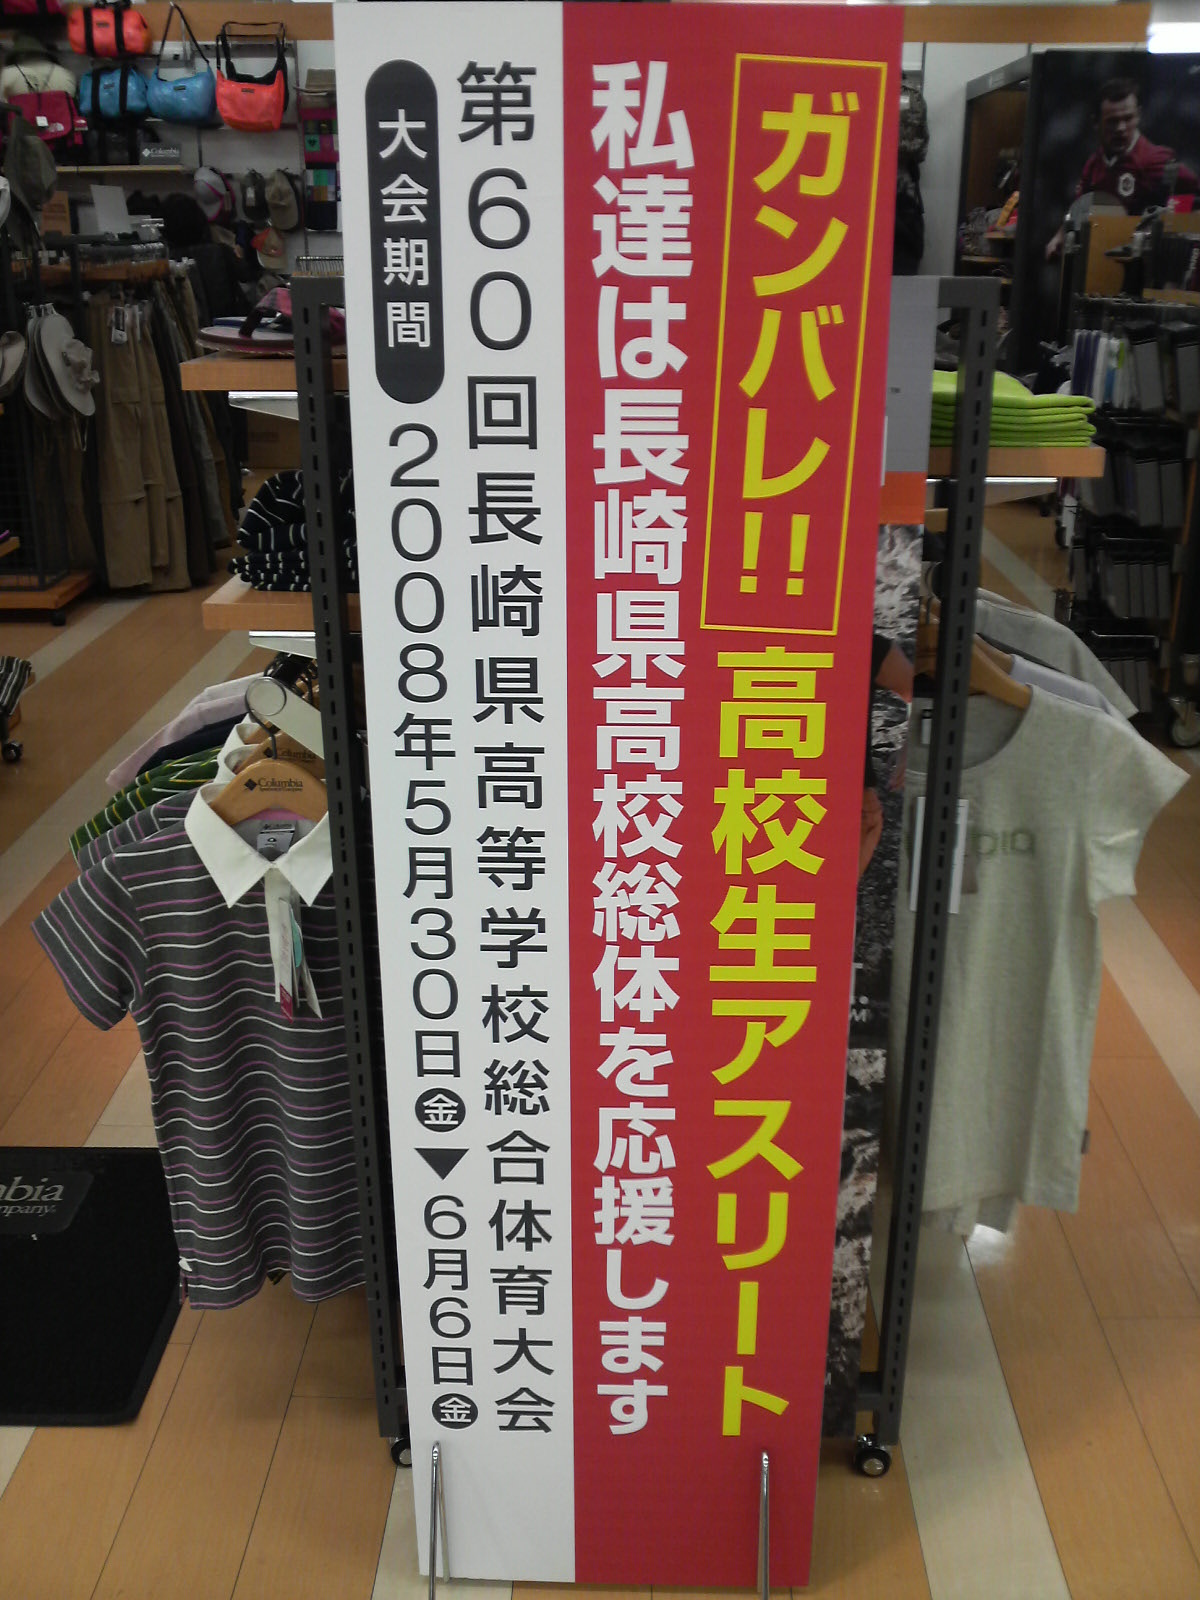 ガンバレ!!高校生アスリート
私達は長崎県高校総体を応援します
第60回長崎県高等学校総合体育大会
大会期間 2008年5月30日㊎▼6月6日㊎
Columbia
Columbia
Columbia